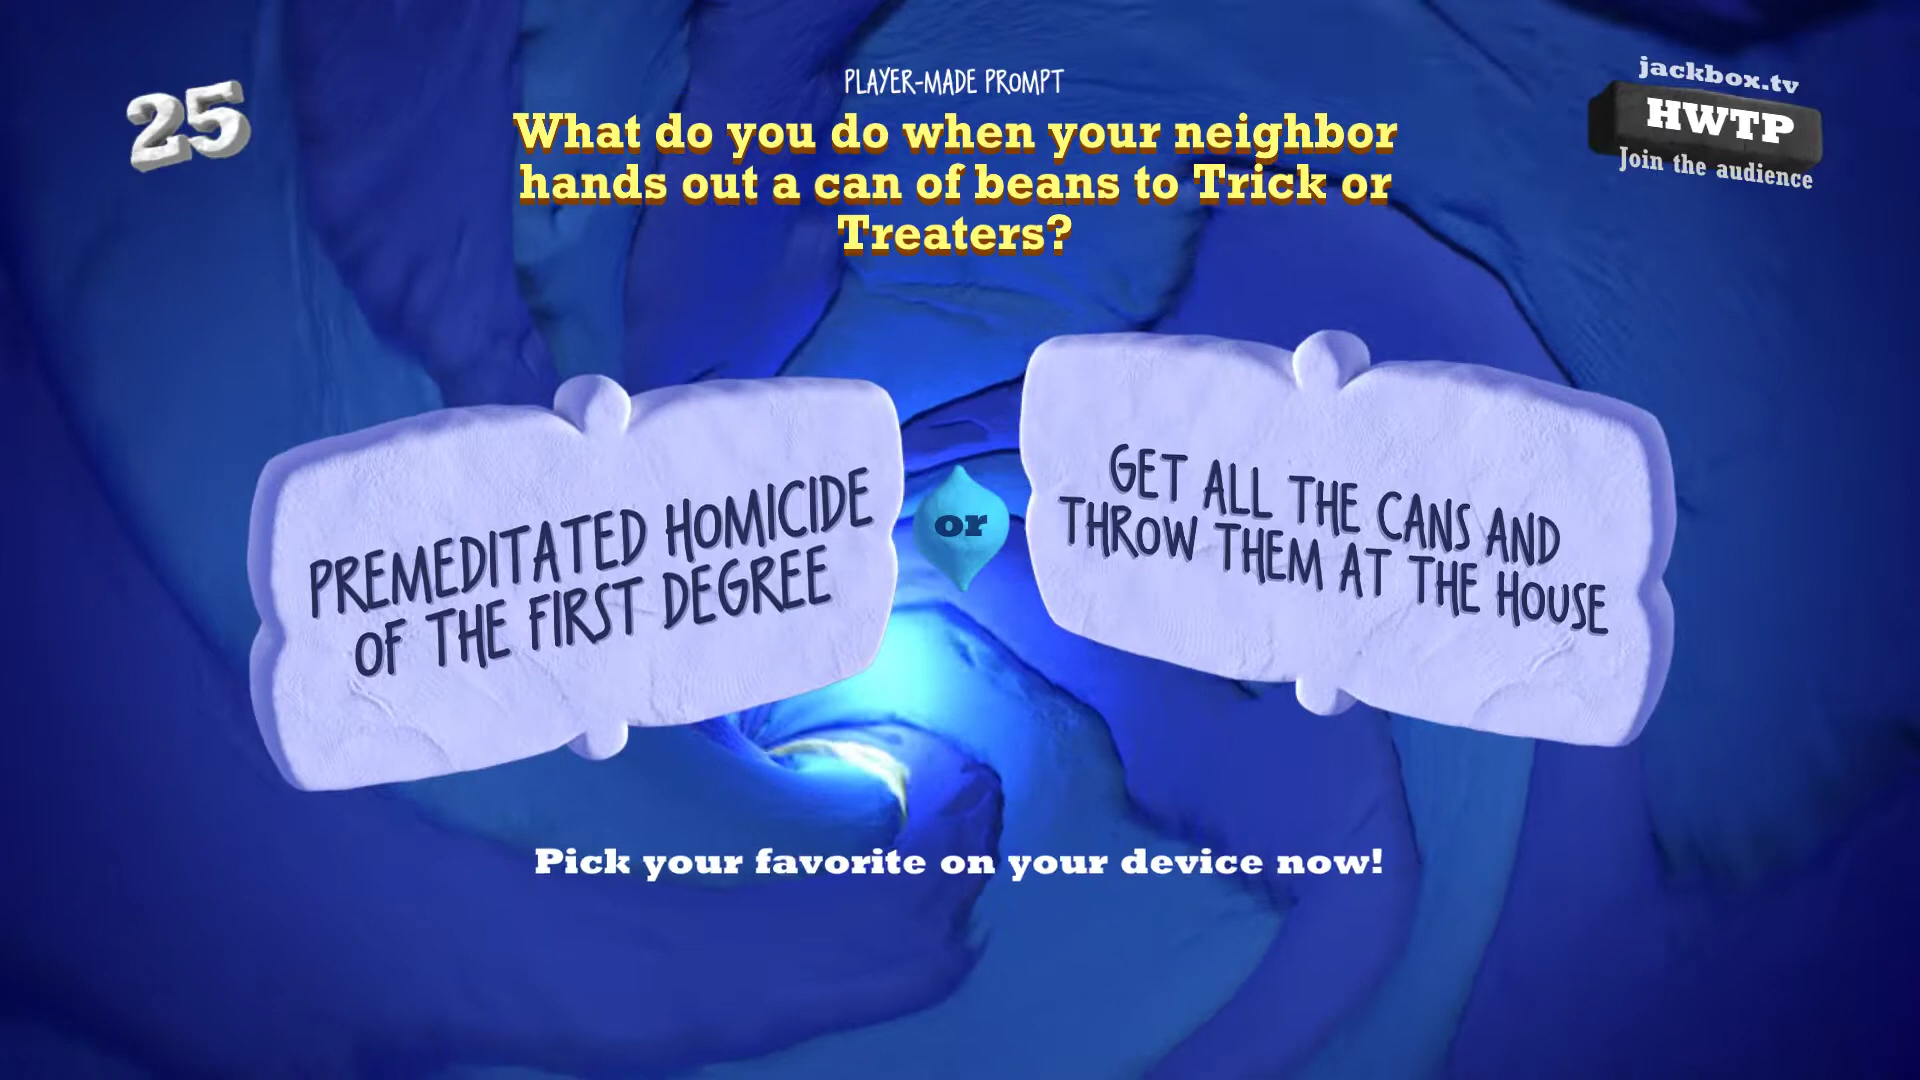 25
PLAYER-MADE PROMPT
What do you do when your neighbor
hands out a can of beans to Trick or
Treaters?
jackbox.tv
HWTP
Join the audience
PREMEDITATED HOMICIDE
OF THE FIRST DEGREE
or
GET ALL THE CANS AND
THROW THEM AT THE HOUSE
Pick your favorite on your device now!